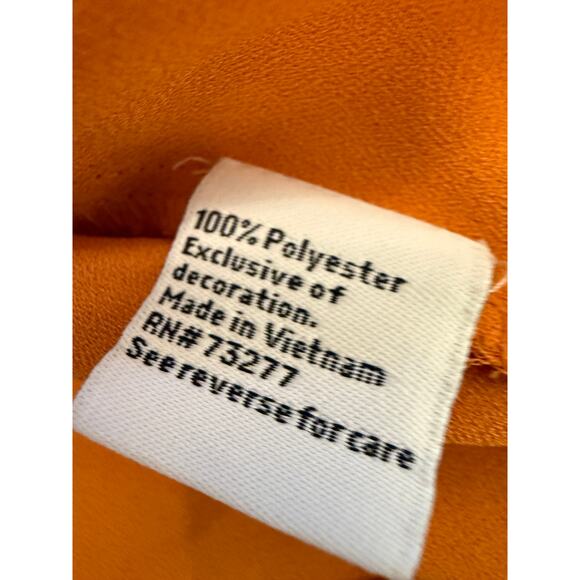 100% Polyester
Exclusive of
decoration.
Made in Vietnam
RN# 73277
See reverse for care